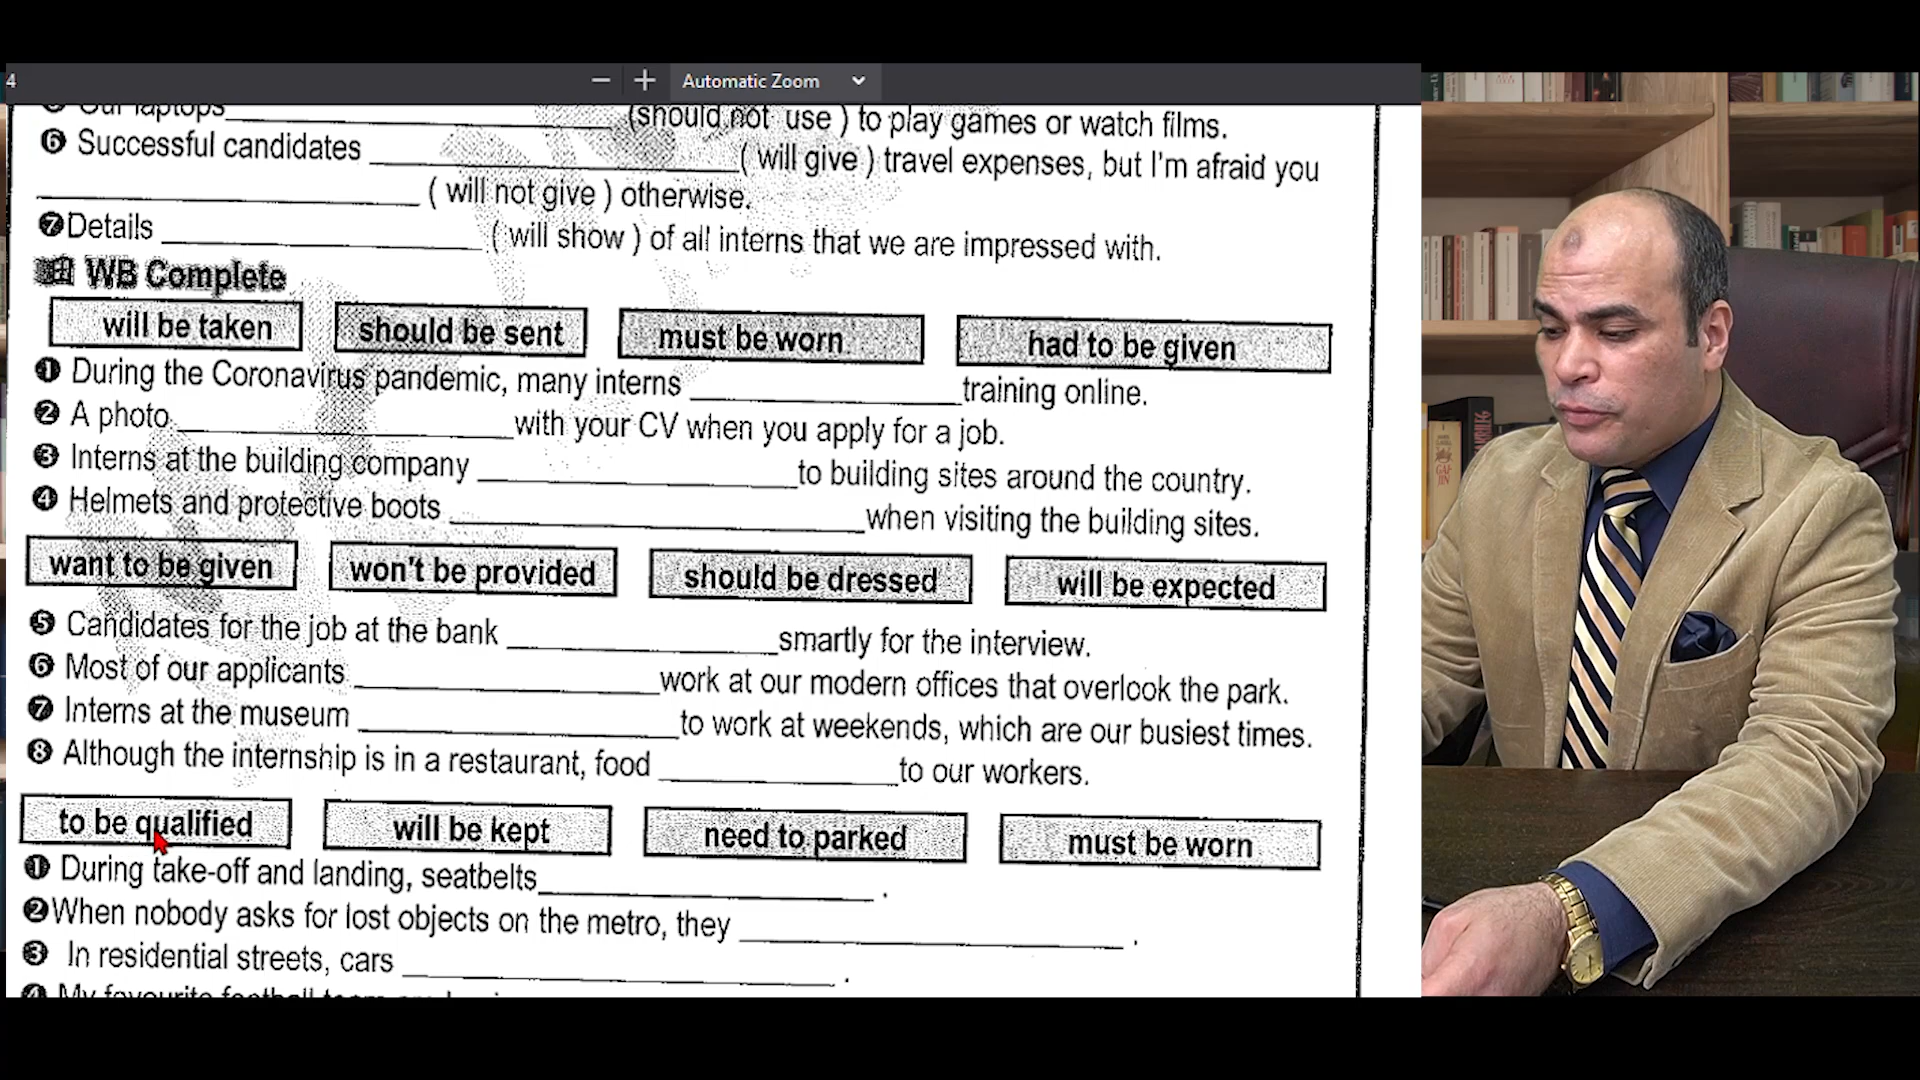 4
Automatic Zoom
Our laptops (should not use ) to play games or watch films.
❻ Successful candidates ( will give ) travel expenses, but I'm afraid you
( will not give ) otherwise.
❼Details ( will show ) of all interns that we are impressed with.
WB Complete
will be taken should be sent must be worn had to be given
❶ During the Coronavirus pandemic, many interns training online.
❷ A photo with your CV when you apply for a job.
❸ Interns at the building company to building sites around the country.
❹ Helmets and protective boots when visiting the building sites.
want to be given won't be provided should be dressed will be expected
❺ Candidates for the job at the bank smartly for the interview.
❻ Most of our applicants work at our modern offices that overlook the park.
❼ Interns at the museum to work at weekends, which are our busiest times.
❽ Although the internship is in a restaurant, food to our workers.
to be qualified will be kept need to parked must be worn
❶ During take-off and landing, seatbelts .
❷When nobody asks for lost objects on the metro, they .
❸ In residential streets, cars .
❹ My favourite football team